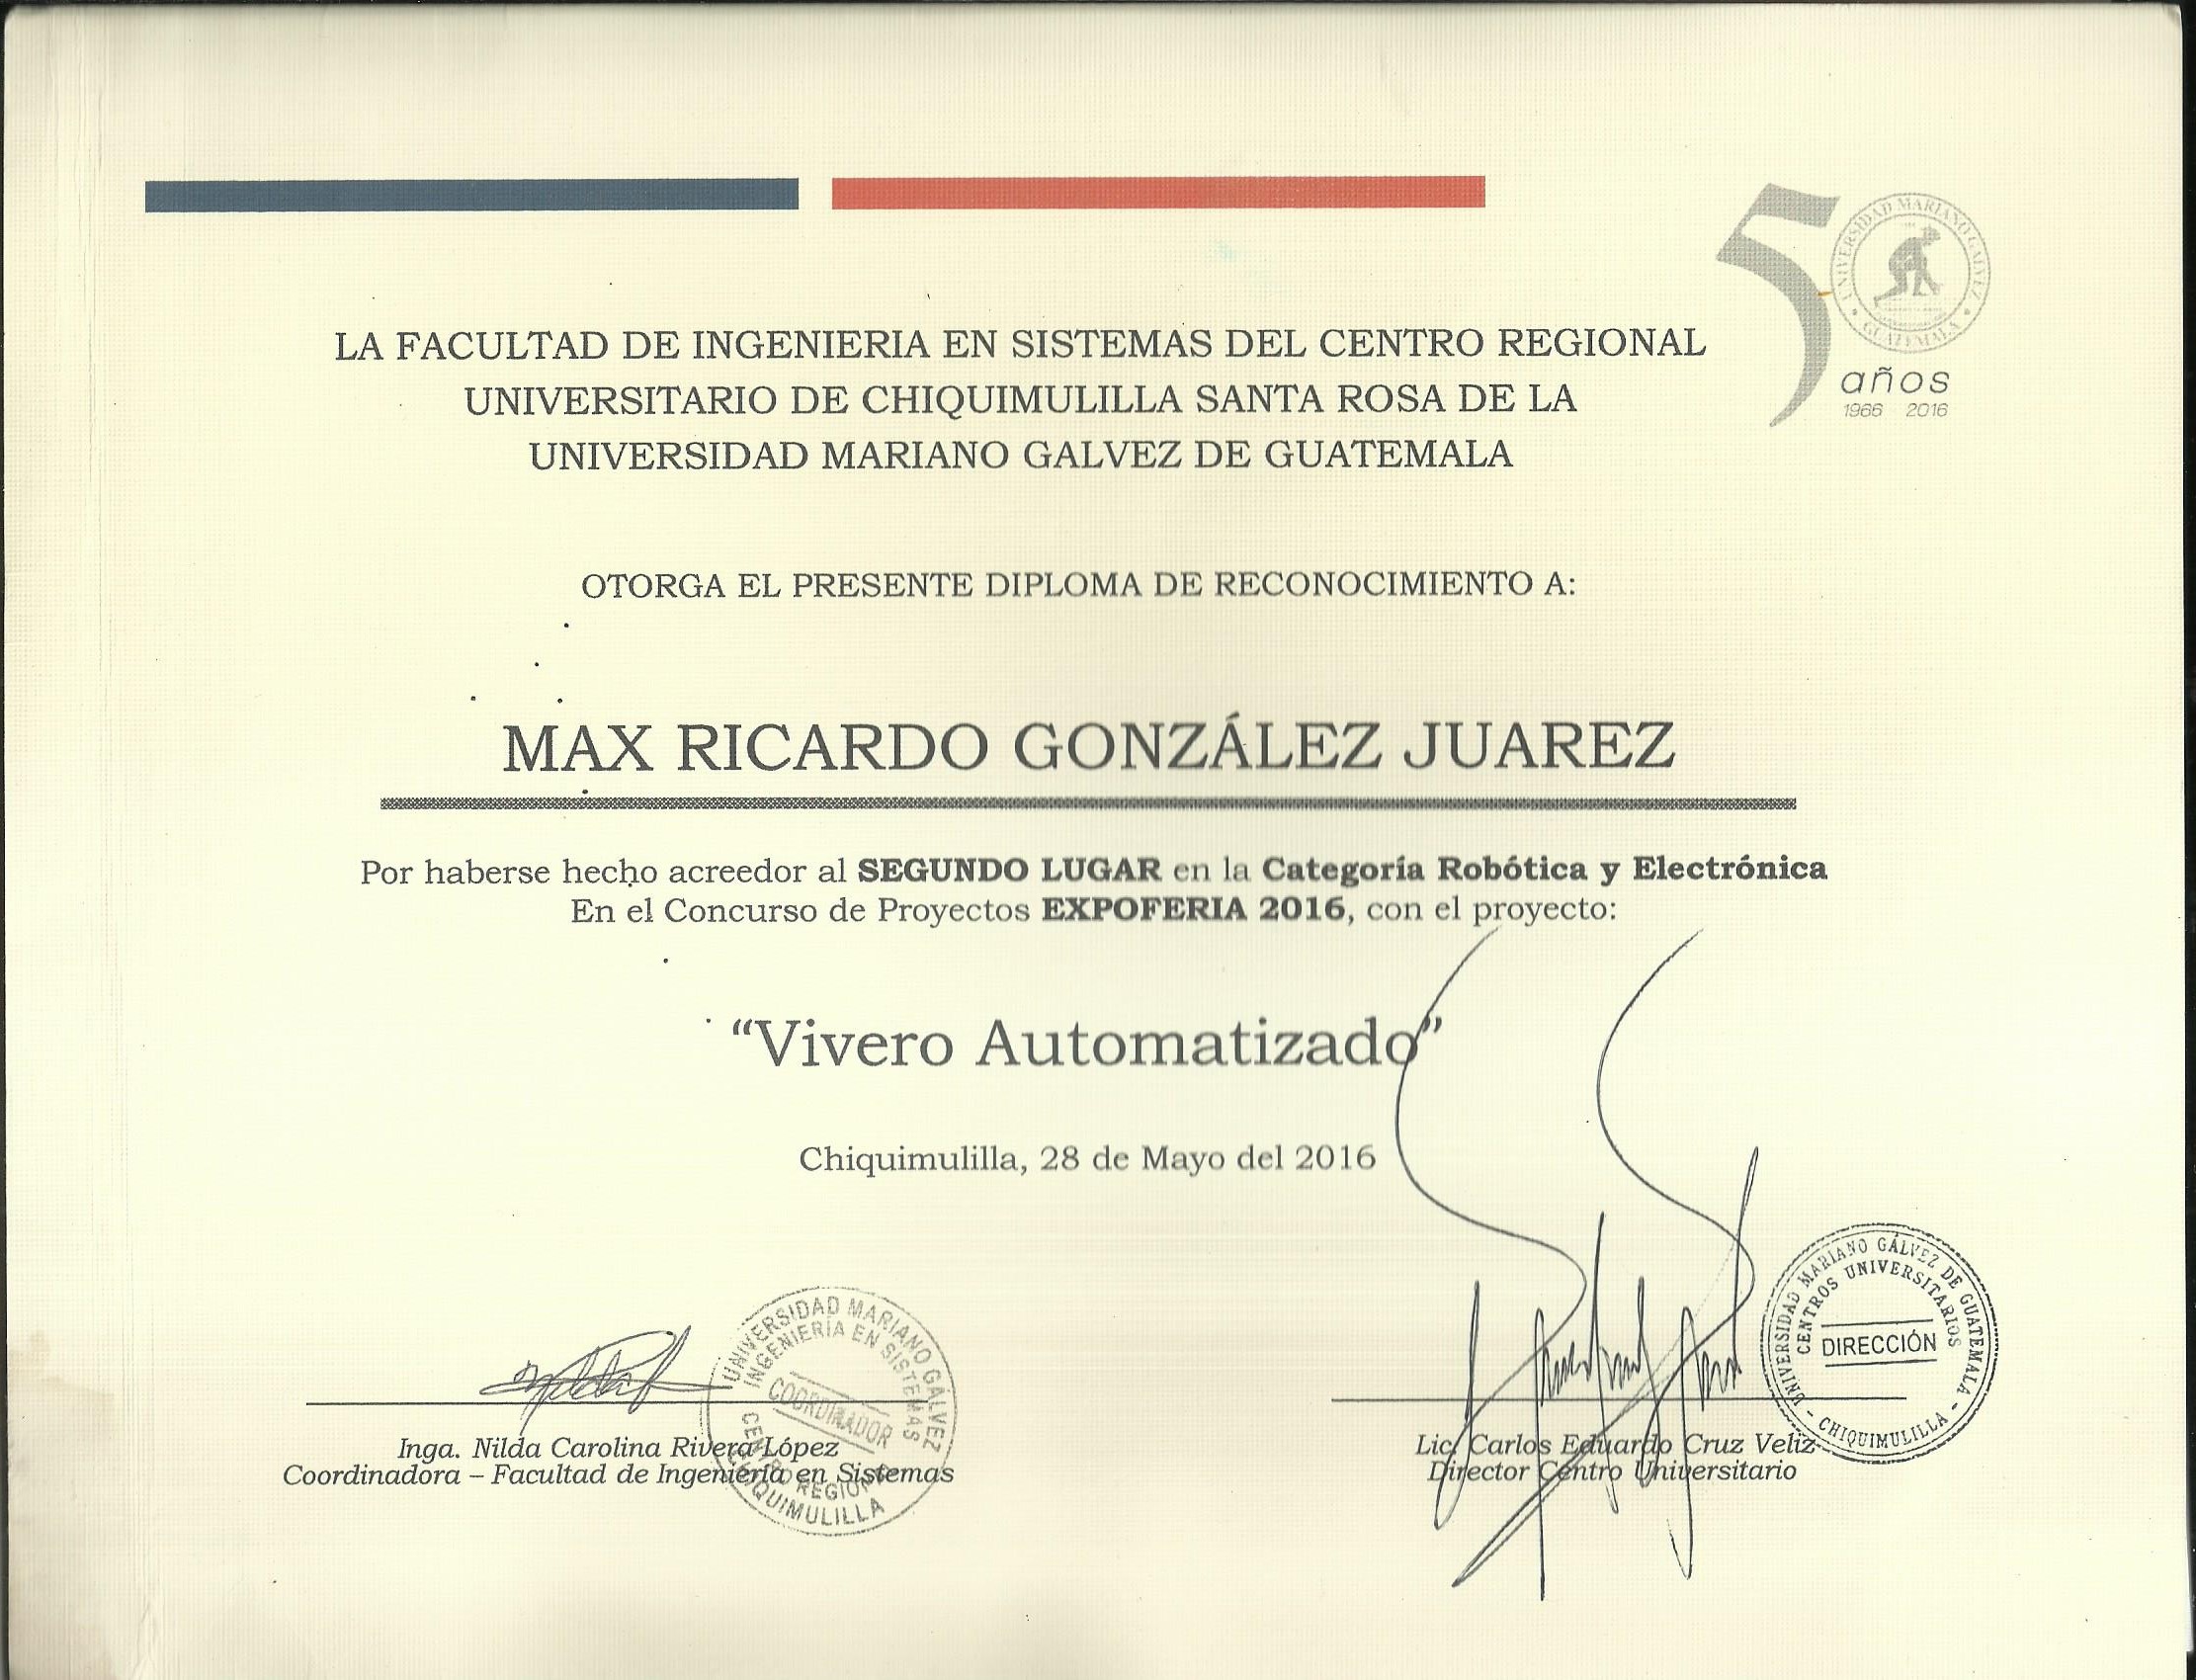 UNIVERSIDAD MARIANO GALVEZ
GUATEMALA
50
años
1966 2016
LA FACULTAD DE INGENIERIA EN SISTEMAS DEL CENTRO REGIONAL
UNIVERSITARIO DE CHIQUIMULILLA SANTA ROSA DE LA
UNIVERSIDAD MARIANO GALVEZ DE GUATEMALA
OTORGA EL PRESENTE DIPLOMA DE RECONOCIMIENTO A:
MAX RICARDO GONZÁLEZ JUAREZ
Por haberse hecho acreedor al SEGUNDO LUGAR en la Categoría Robótica y Electrónica
En el Concurso de Proyectos EXPOFERIA 2016, con el proyecto:
“Vivero Automatizado”
Chiquimulilla, 28 de Mayo del 2016
UNIVERSIDAD MARIANO GÁLVEZ
INGENIERÍA EN SISTEMAS
COORDINADOR
CENTRO REGIONAL
CHIQUIMULILLA
Inga. Nilda Carolina Rivera López
Coordinadora – Facultad de Ingeniería en Sistemas
UNIVERSIDAD MARIANO GÁLVEZ DE GUATEMALA
CENTROS UNIVERSITARIOS
DIRECCIÓN
- CHIQUIMULILLA -
Lic. Carlos Eduardo Cruz Veliz
Director Centro Universitario